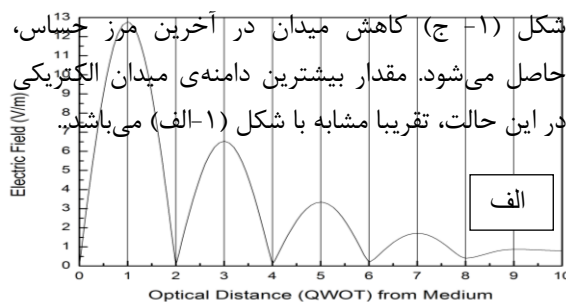 شکل (۱- ج) کاهش میدان در آخرین مرز حساس،
حاصل می‌شود. مقدار بیشترین دامنه‌ی میدان الکتریکی
در این حالت، تقریبا مشابه با شکل (۱-الف) می‌باشد.
Electric Field (V/m)
13
12
11
10
9
8
7
6
5
4
3
2
1
0
الف
0 1 2 3 4 5 6 7 8 9 10
Optical Distance (QWOT) from Medium